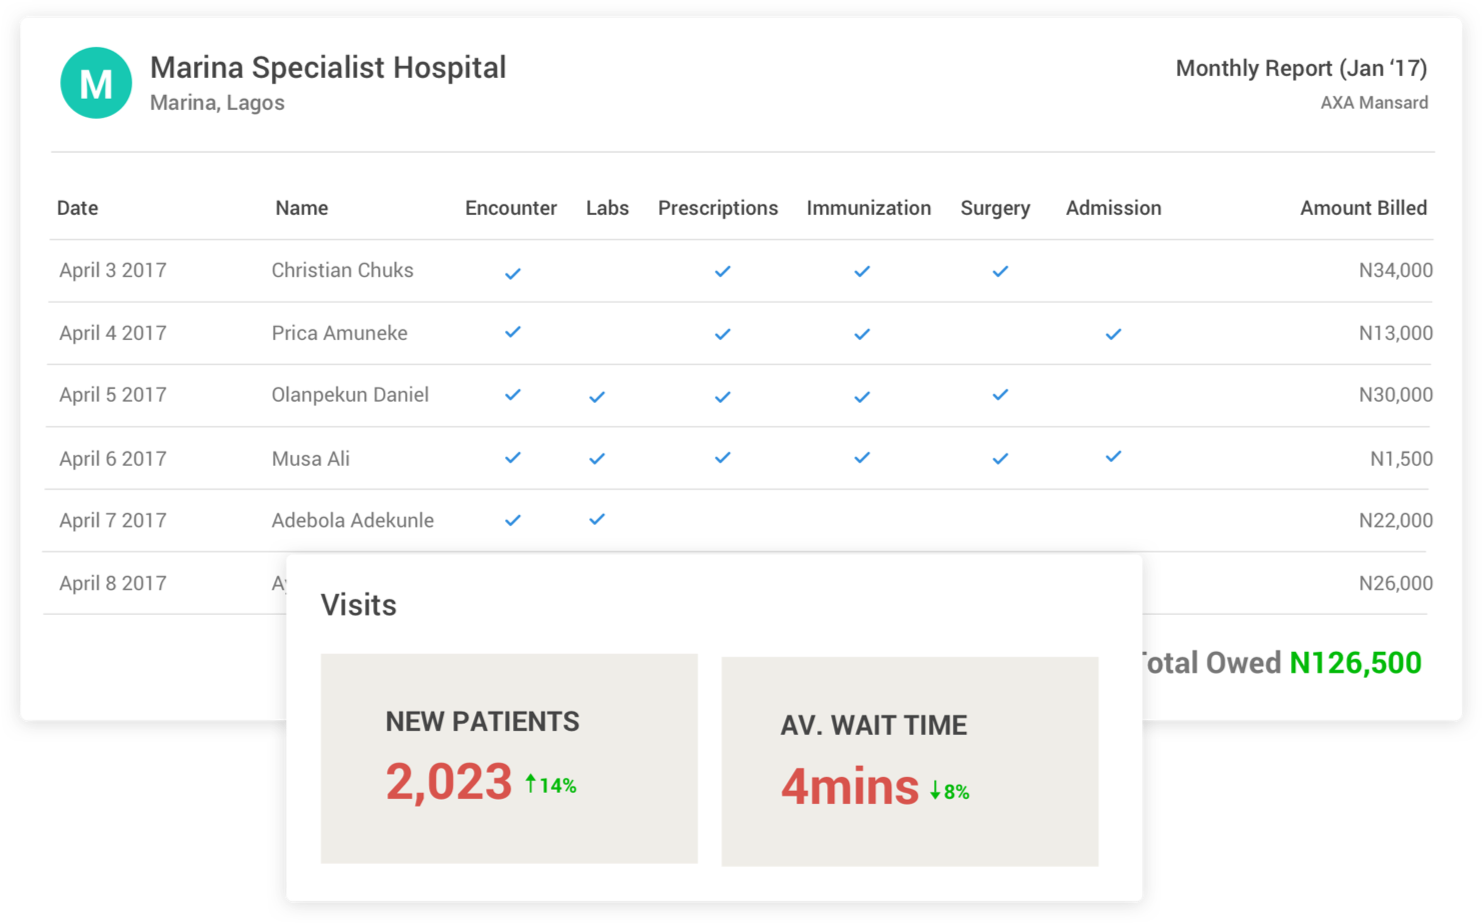 M
Marina Specialist Hospital
Marina, Lagos
Monthly Report (Jan ‘17)
AXA Mansard
Date Name Encounter Labs Prescriptions Immunization Surgery Admission Amount Billed
April 3 2017 Christian Chuks ✓ ✓ ✓ ✓ N34,000
April 4 2017 Prica Amuneke ✓ ✓ ✓ ✓ N13,000
April 5 2017 Olanpekun Daniel ✓ ✓ ✓ ✓ ✓ N30,000
April 6 2017 Musa Ali ✓ ✓ ✓ ✓ ✓ ✓ N1,500
April 7 2017 Adebola Adekunle ✓ ✓ N22,000
April 8 2017 N26,000
Total Owed N126,500
Visits
NEW PATIENTS
2,023 ↑14%
AV. WAIT TIME
4mins ↓8%